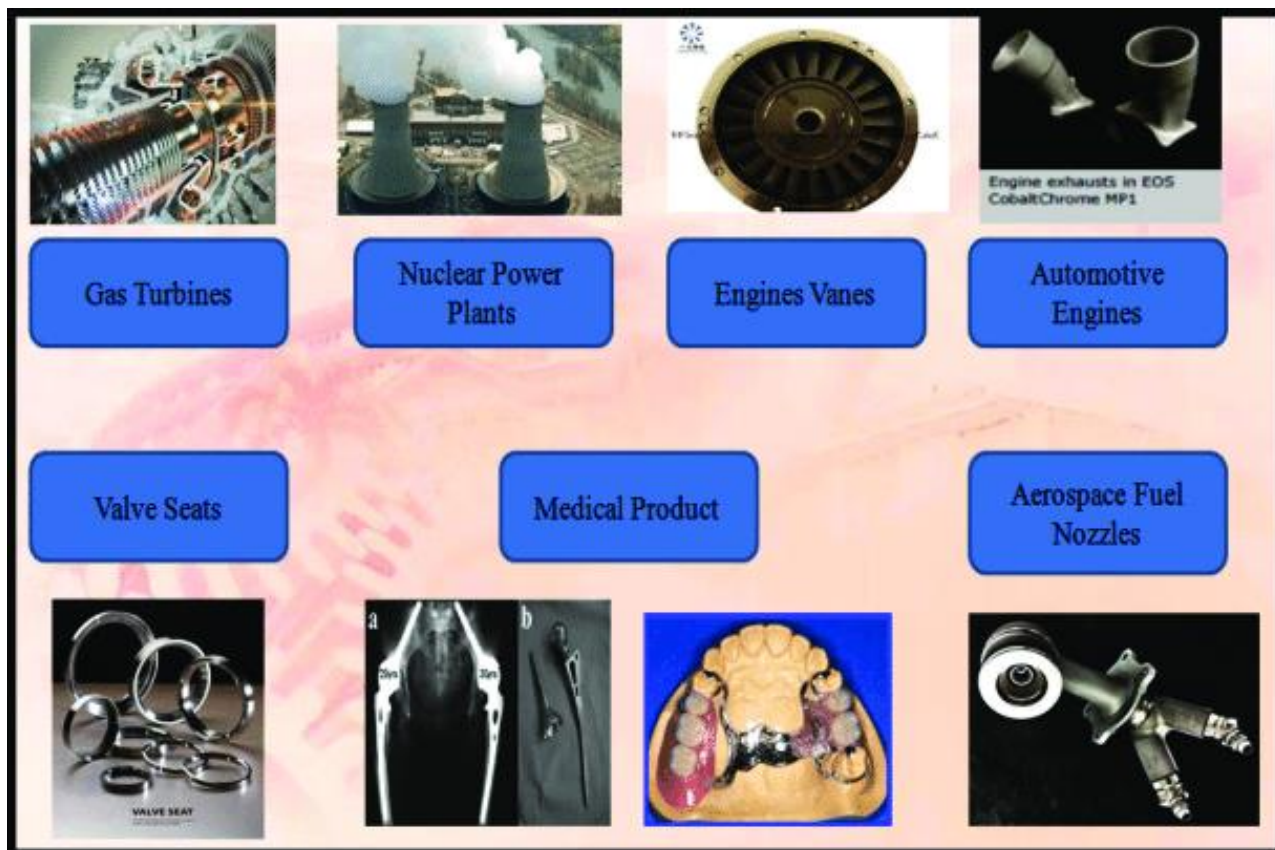 Engine exhausts in EOS
CobaltChrome MP1
Gas Turbines
Nuclear Power
Plants
Engines Vanes
Automotive
Engines
Valve Seats
Medical Product
Aerospace Fuel
Nozzles
a
b
VALVE SEAT